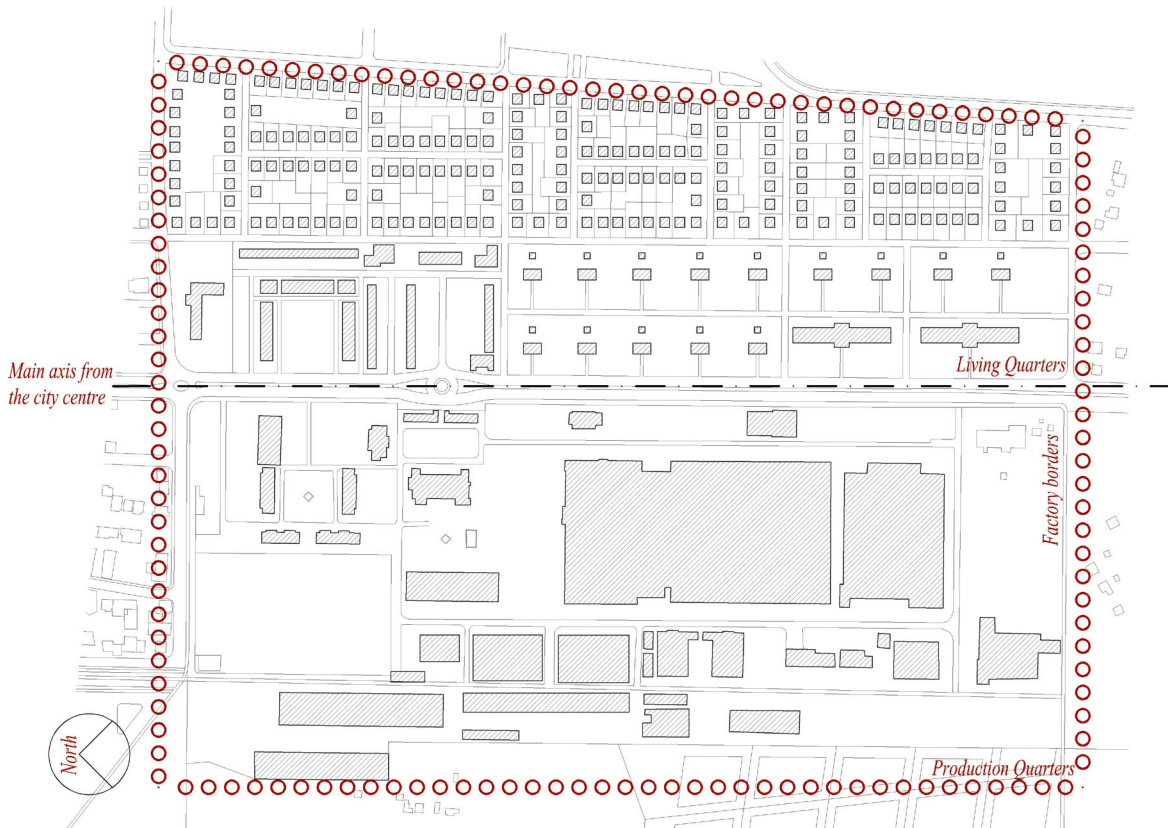 Main axis from
the city centre
Living Quarters
Factory borders
North
Production Quarters